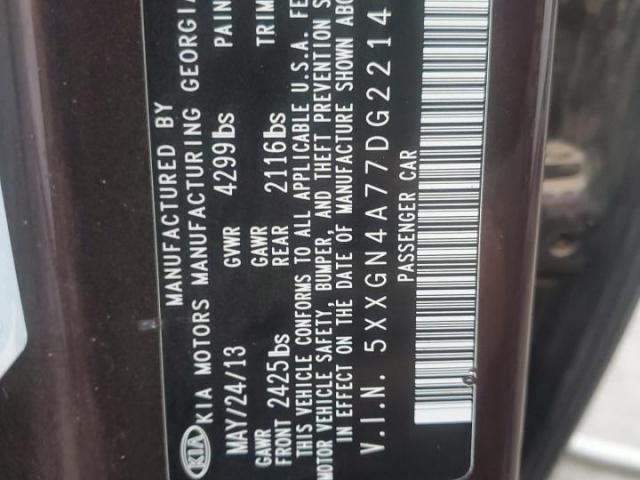 KIA
MANUFACTURED BY
KIA MOTORS MANUFACTURING GEORGIA
MAY/24/13 GVWR 4299lbs PAIN
GAWR GAWR TRIM
FRONT 2425lbs REAR 2116lbs
THIS VEHICLE CONFORMS TO ALL APPLICABLE U.S.A. FE
MOTOR VEHICLE SAFETY, BUMPER, AND THEFT PREVENTION S
IN EFFECT ON THE DATE OF MANUFACTURE SHOWN ABO
V.I.N. 5XXGN4A77DG2214
PASSENGER CAR